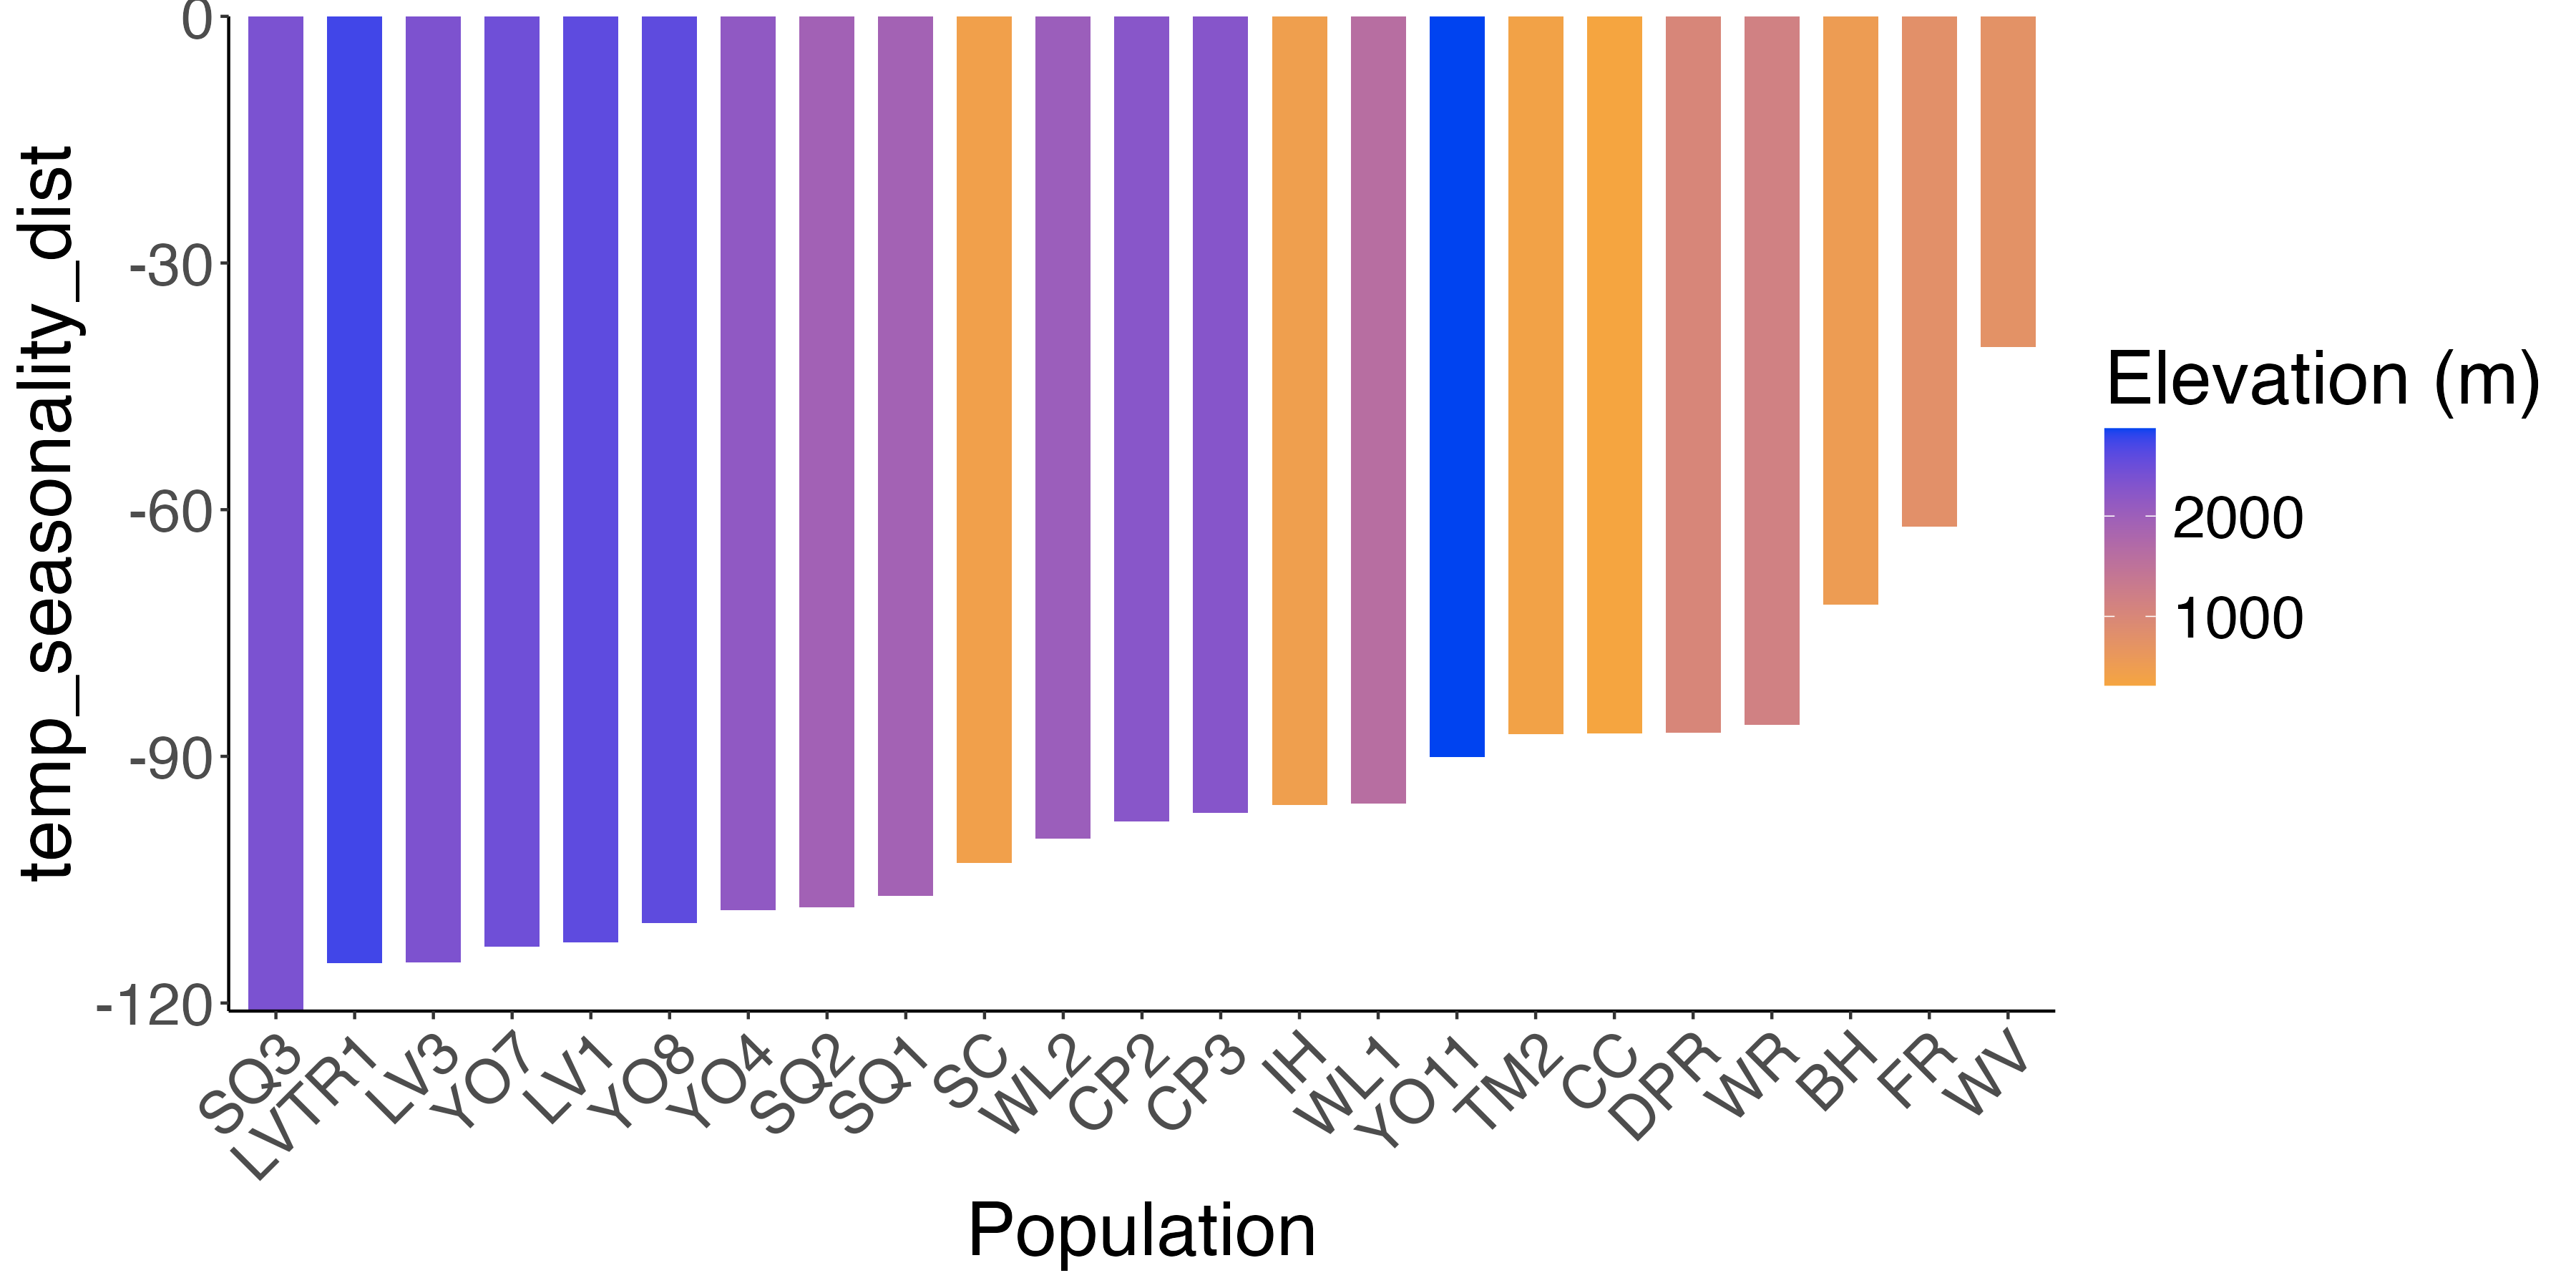 temp_seasonality_dist
0
-30
-60
-90
-120
SQ3
LVTR1
LV3
YO7
LV1
YO8
YO4
SQ2
SQ1
SC
WL2
CP2
CP3
IH
WL1
YO11
TM2
CC
DPR
WR
BH
FR
WV
Population
Elevation (m)
2000
1000